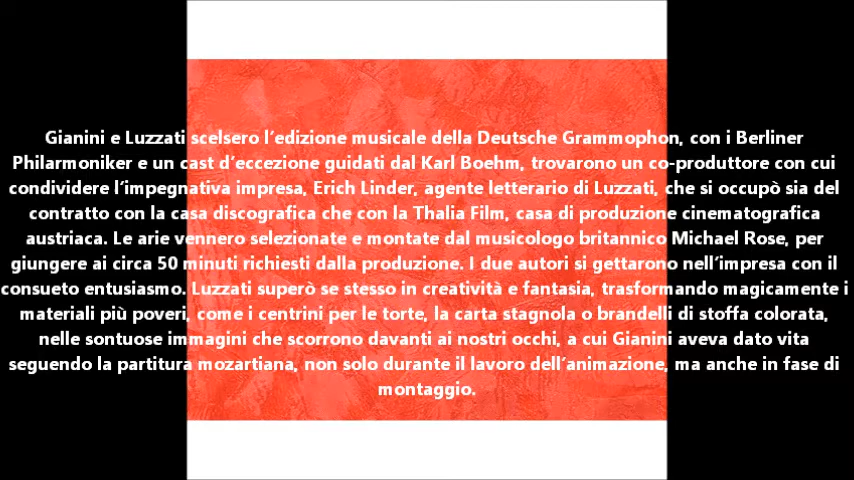 Gianini e Luzzati scelsero l'edizione musicale della Deutsche Grammophon, con i Berliner
Philarmoniker e un cast d'eccezione guidati dal Karl Boehm, trovarono un co-produttore con cui
condividere l'impegnativa impresa, Erich Linder, agente letterario di Luzzati, che si occupò sia del
contratto con la casa discografica che con la Thalia Film, casa di produzione cinematografica
austriaca. Le arie vennero selezionate e montate dal musicologo britannico Michael Rose, per
giungere ai circa 50 minuti richiesti dalla produzione. I due autori si gettarono nell'impresa con il
consueto entusiasmo. Luzzati superò se stesso in creatività e fantasia, trasformando magicamente i
materiali più poveri, come i centrini per le torte, la carta stagnola o brandelli di stoffa colorata,
nelle sontuose immagini che scorrono davanti ai nostri occhi, a cui Gianini aveva dato vita
seguendo la partitura mozartiana, non solo durante il lavoro dell'animazione, ma anche in fase di
montaggio.